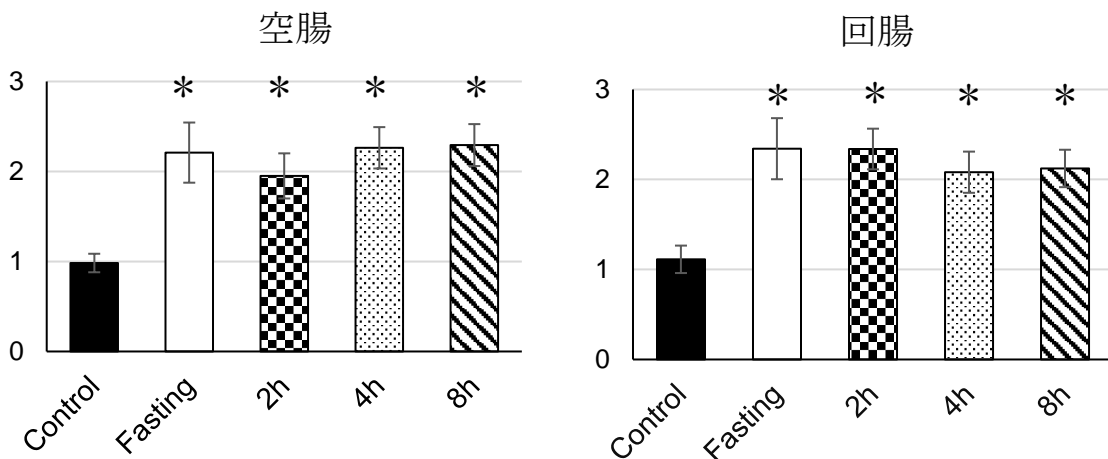 空腸
3
2
1
0
* * * *
Control
Fasting
2h
4h
8h
回腸
3
2
1
0
* * * *
Control
Fasting
2h
4h
8h